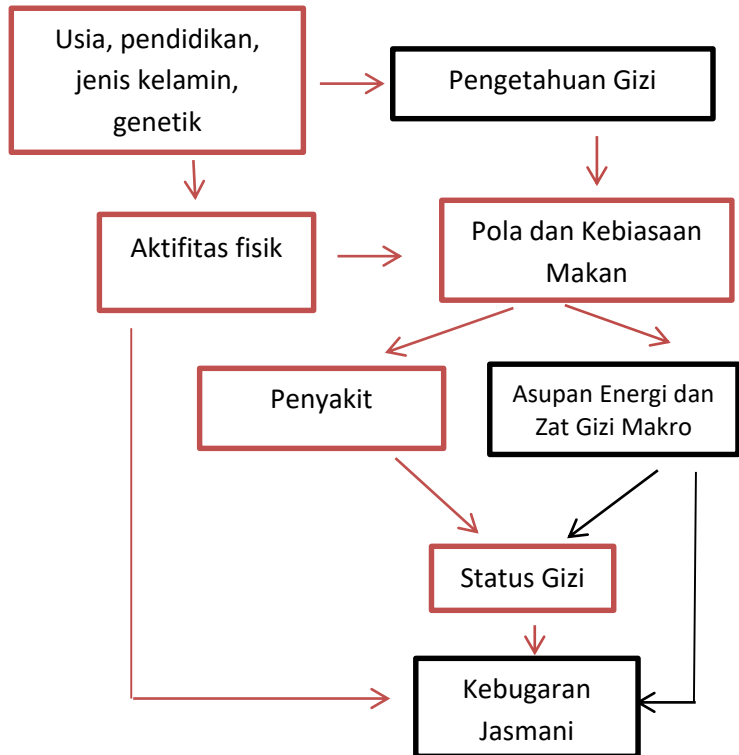 Usia, pendidikan,
jenis kelamin,
genetik
Pengetahuan Gizi
Aktifitas fisik
Pola dan Kebiasaan
Makan
Penyakit
Asupan Energi dan
Zat Gizi Makro
Status Gizi
Kebugaran
Jasmani